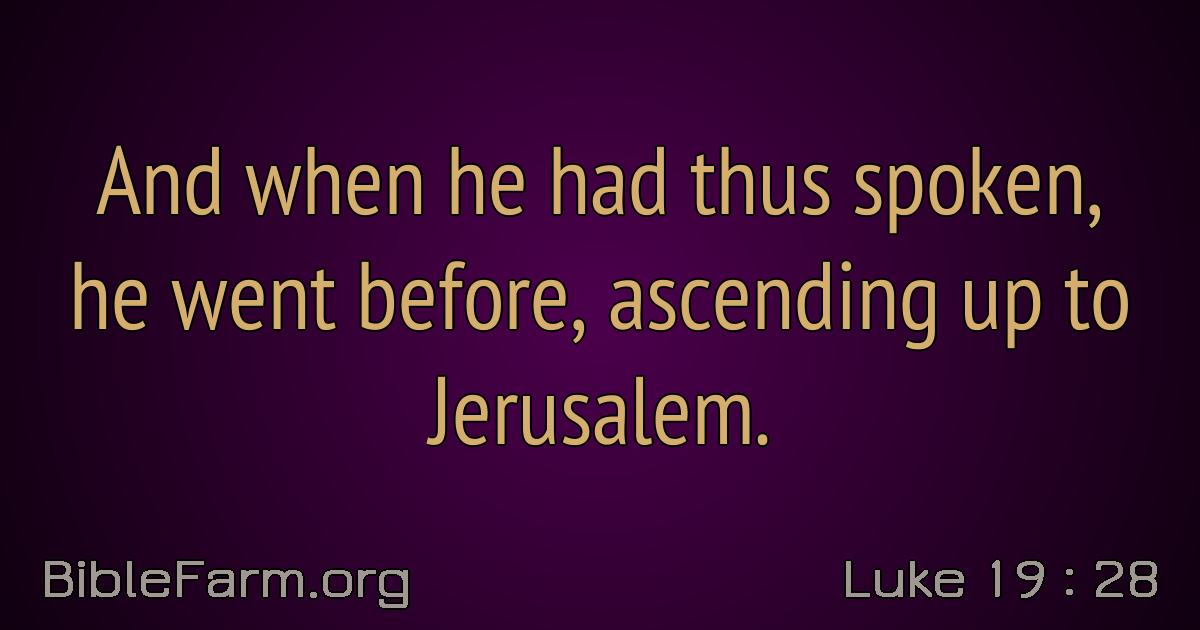 And when he had thus spoken,
he went before, ascending up to
Jerusalem.
BibleFarm.org
Luke 19 : 28